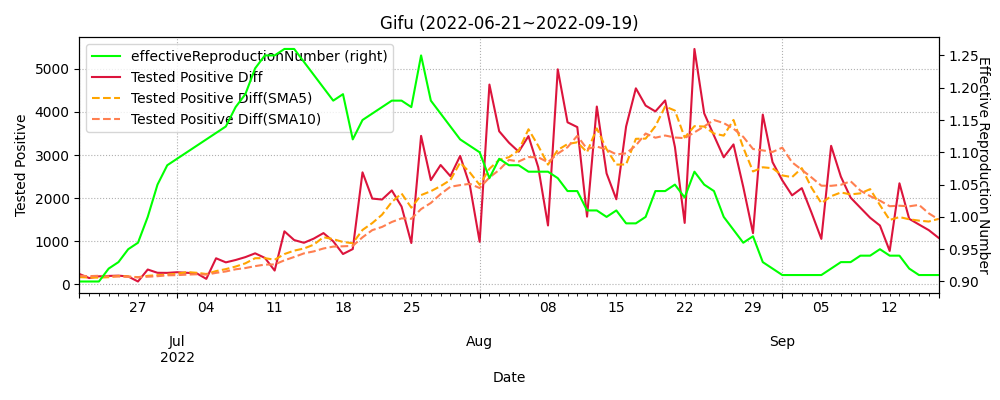 Gifu (2022-06-21~2022-09-19)
effectiveReproductionNumber (right)
Tested Positive Diff
Tested Positive Diff(SMA5)
Tested Positive Diff(SMA10)
Tested Positive
5000
4000
3000
2000
1000
0
1.25
1.20
1.15
1.10
1.05
1.00
0.95
0.90
Effective Reproduction Number
27 04 11 18 25 08 15 22 29 05 12
Jul Aug Sep
2022
Date